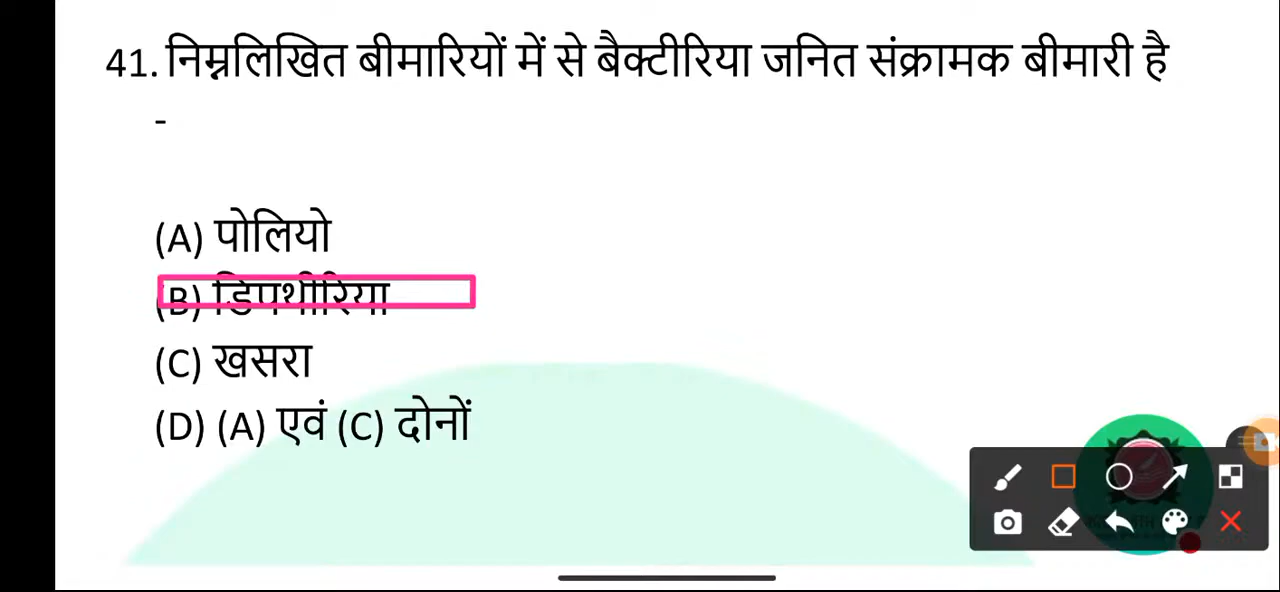 41. निम्नलिखित बीमारियों में से बैक्टीरिया जनित संक्रामक बीमारी है
-
(A) पोलियो
(B) डिपथीरिया
(C) खसरा
(D) (A) एवं (C) दोनों